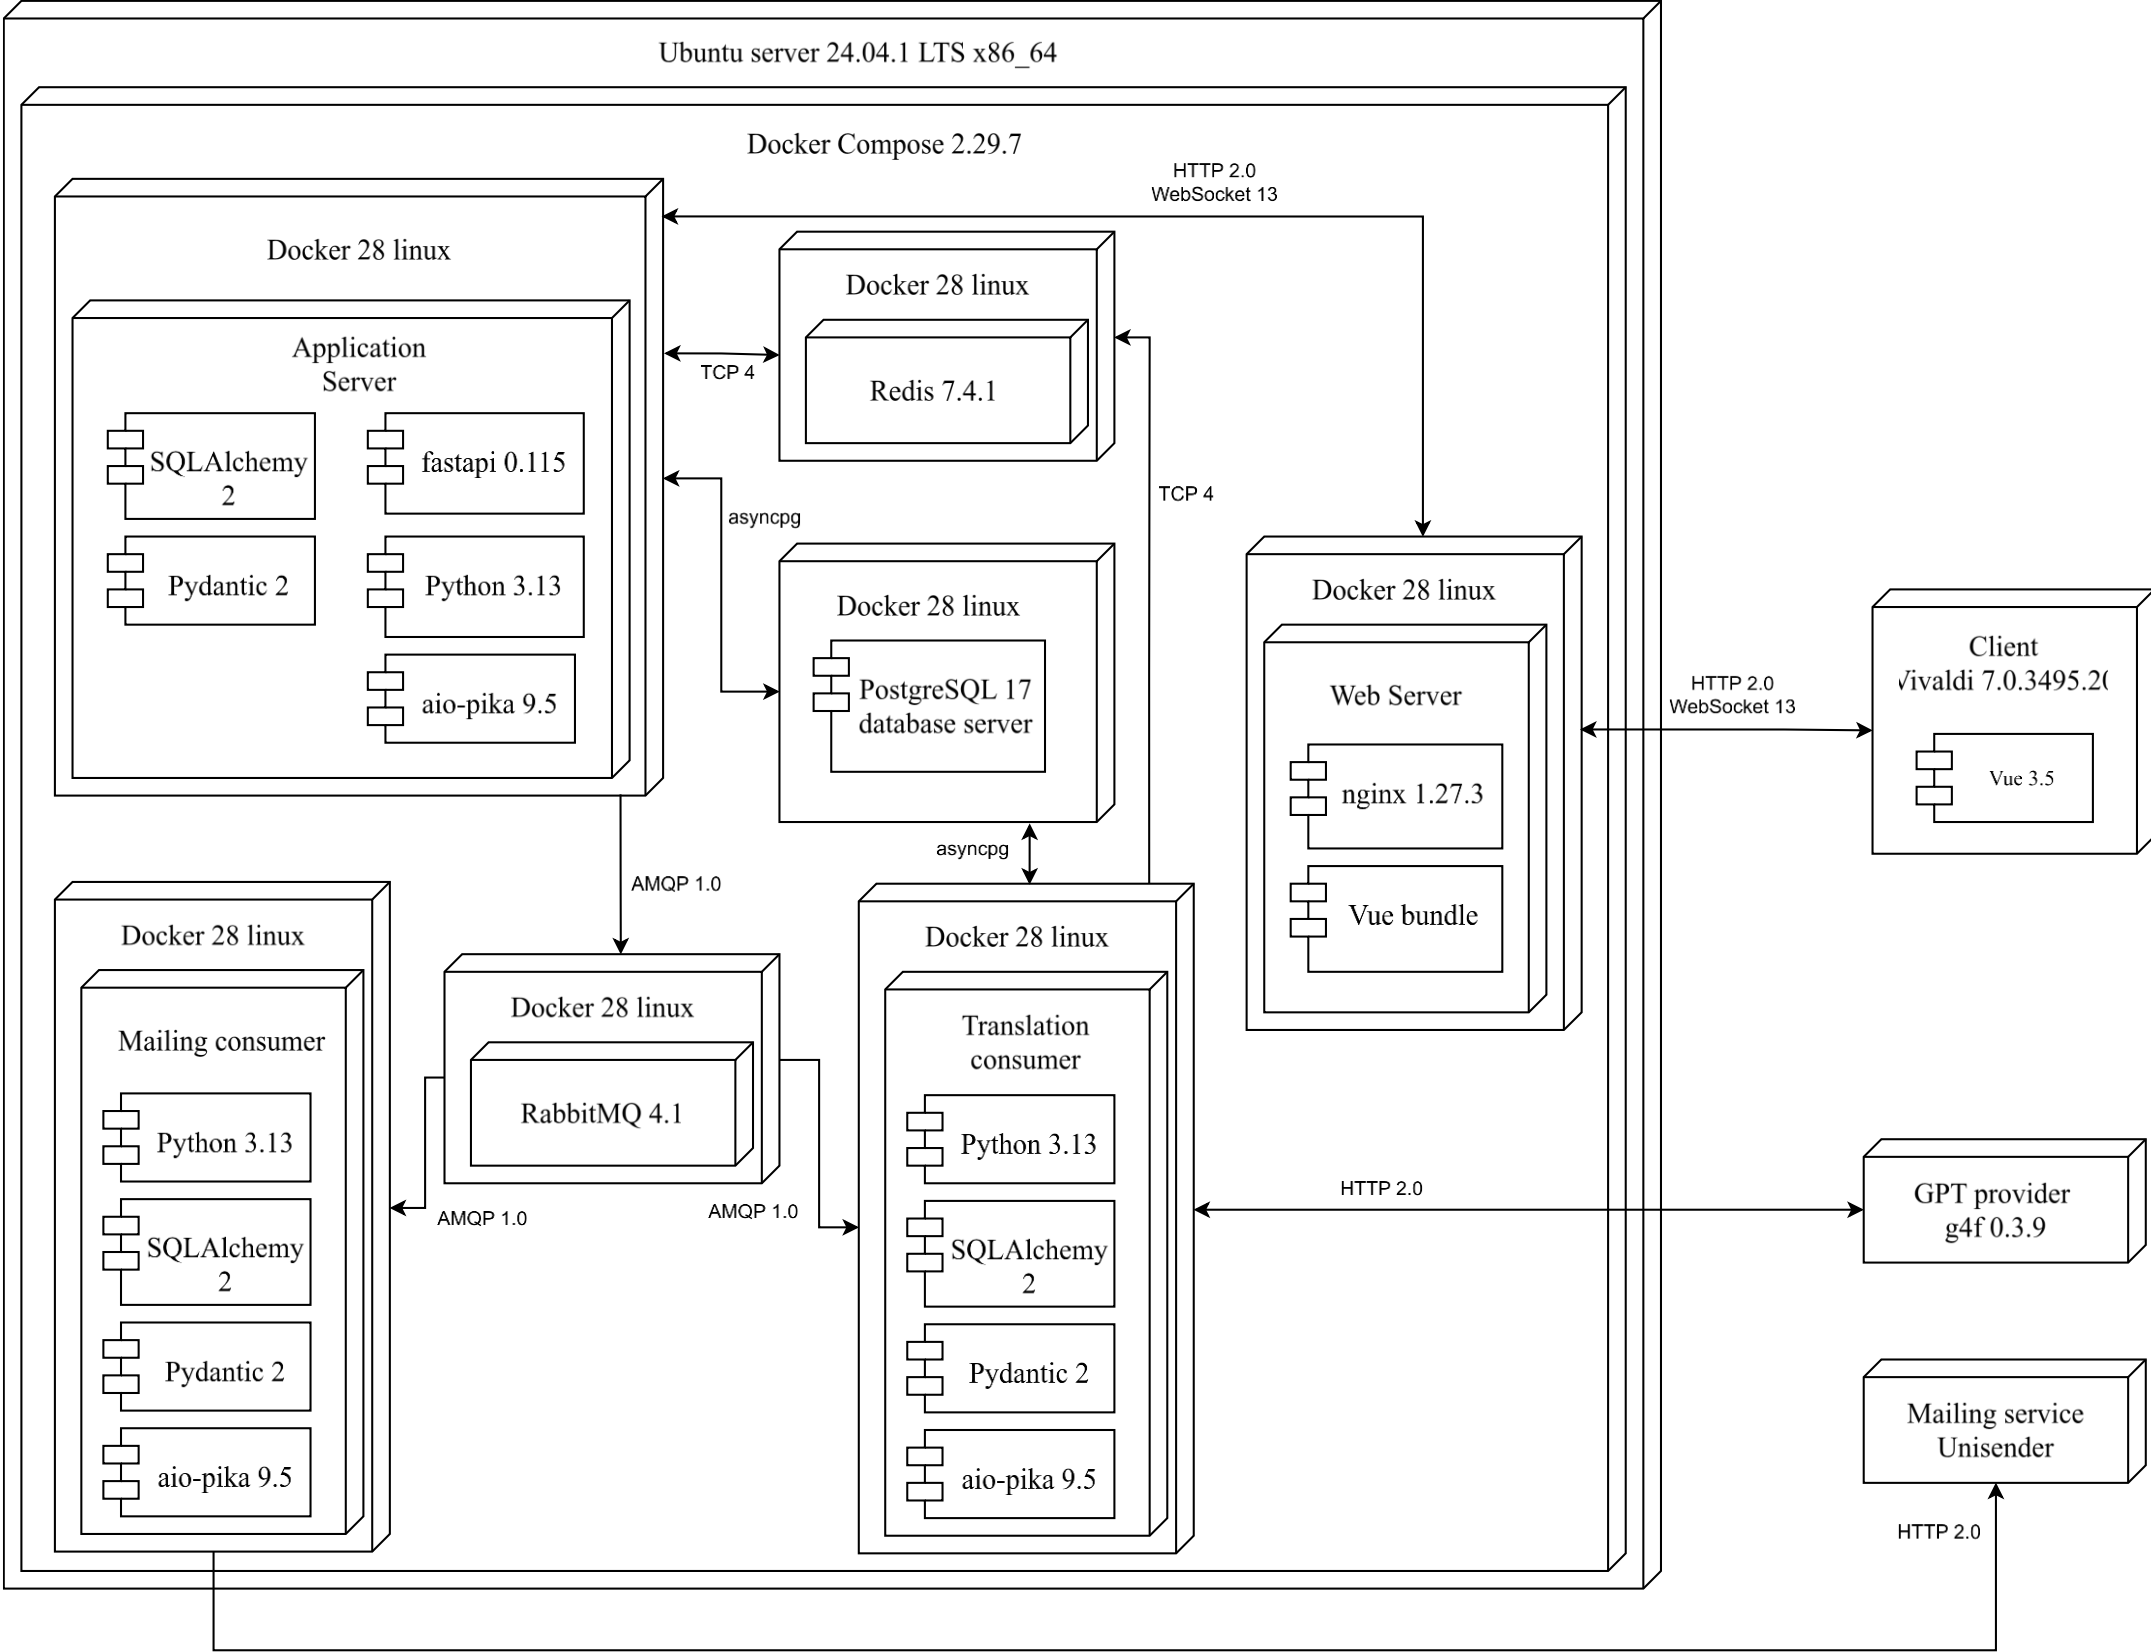 Ubuntu server 24.04.1 LTS x86_64
Docker Compose 2.29.7
HTTP 2.0
WebSocket 13
Docker 28 linux
Application
Server
SQLAlchemy
2
fastapi 0.115
Pydantic 2
Python 3.13
aio-pika 9.5
TCP 4
Docker 28 linux
Redis 7.4.1
asyncpg
TCP 4
Docker 28 linux
PostgreSQL 17
database server
asyncpg
Docker 28 linux
Web Server
nginx 1.27.3
Vue bundle
HTTP 2.0
WebSocket 13
Client
Vivaldi 7.0.3495.20
Vue 3.5
AMQP 1.0
Docker 28 linux
Mailing consumer
Python 3.13
SQLAlchemy
2
Pydantic 2
aio-pika 9.5
Docker 28 linux
RabbitMQ 4.1
AMQP 1.0
AMQP 1.0
Docker 28 linux
Translation
consumer
Python 3.13
SQLAlchemy
2
Pydantic 2
aio-pika 9.5
HTTP 2.0
GPT provider
g4f 0.3.9
Mailing service
Unisender
HTTP 2.0